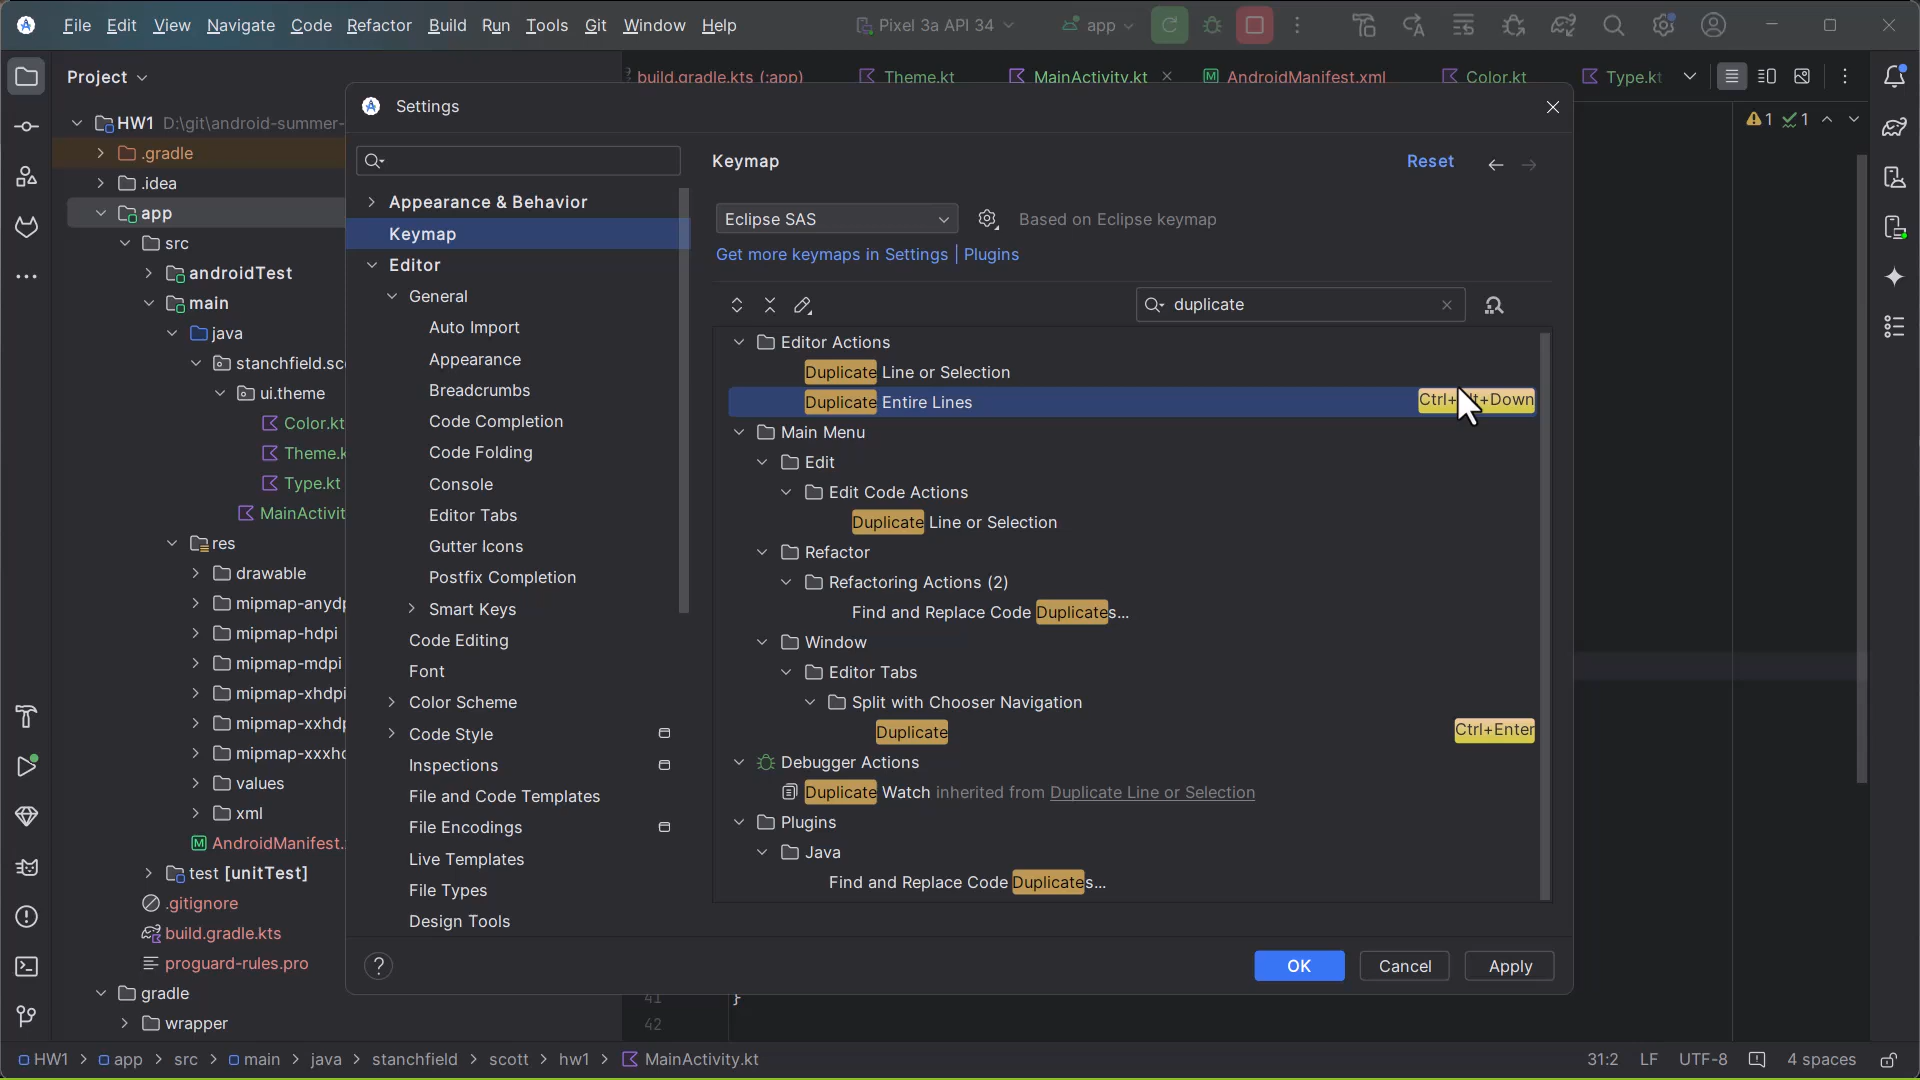 File Edit View Navigate Code Refactor Build Run Tools Git Window Help Pixel 3a API 34 app
Project
build.gradle.kts (:app) Theme.kt MainActivity.kt AndroidManifest.xml Color.kt Type.kt
1 1
HW1 D:\git\android-summer-
.gradle
.idea
app
src
androidTest
main
java
stanchfield.sc
ui.theme
Color.kt
Theme.k
Type.kt
MainActivit
res
drawable
mipmap-anydp
mipmap-hdpi
mipmap-mdpi
mipmap-xhdpi
mipmap-xxhdp
mipmap-xxxhd
values
xml
AndroidManifest.
test [unitTest]
.gitignore
build.gradle.kts
proguard-rules.pro
gradle
wrapper
Settings
Appearance & Behavior
Keymap
Editor
General
Auto Import
Appearance
Breadcrumbs
Code Completion
Code Folding
Console
Editor Tabs
Gutter Icons
Postfix Completion
Smart Keys
Code Editing
Font
Color Scheme
Code Style
Inspections
File and Code Templates
File Encodings
Live Templates
File Types
Design Tools
Keymap
Reset
Eclipse SAS
Based on Eclipse keymap
Get more keymaps in Settings | Plugins
duplicate
Editor Actions
Duplicate Line or Selection
Duplicate Entire Lines
Main Menu
Edit
Edit Code Actions
Duplicate Line or Selection
Refactor
Refactoring Actions (2)
Find and Replace Code Duplicates...
Window
Editor Tabs
Split with Chooser Navigation
Duplicate Ctrl+Enter
Debugger Actions
Duplicate Watch inherited from Duplicate Line or Selection
Plugins
Java
Find and Replace Code Duplicates...
? OK Cancel Apply
41 }
42
HW1 > app > src > main > java > stanchfield > scott > hw1 > MainActivity.kt 31:2 LF UTF-8 4 spaces